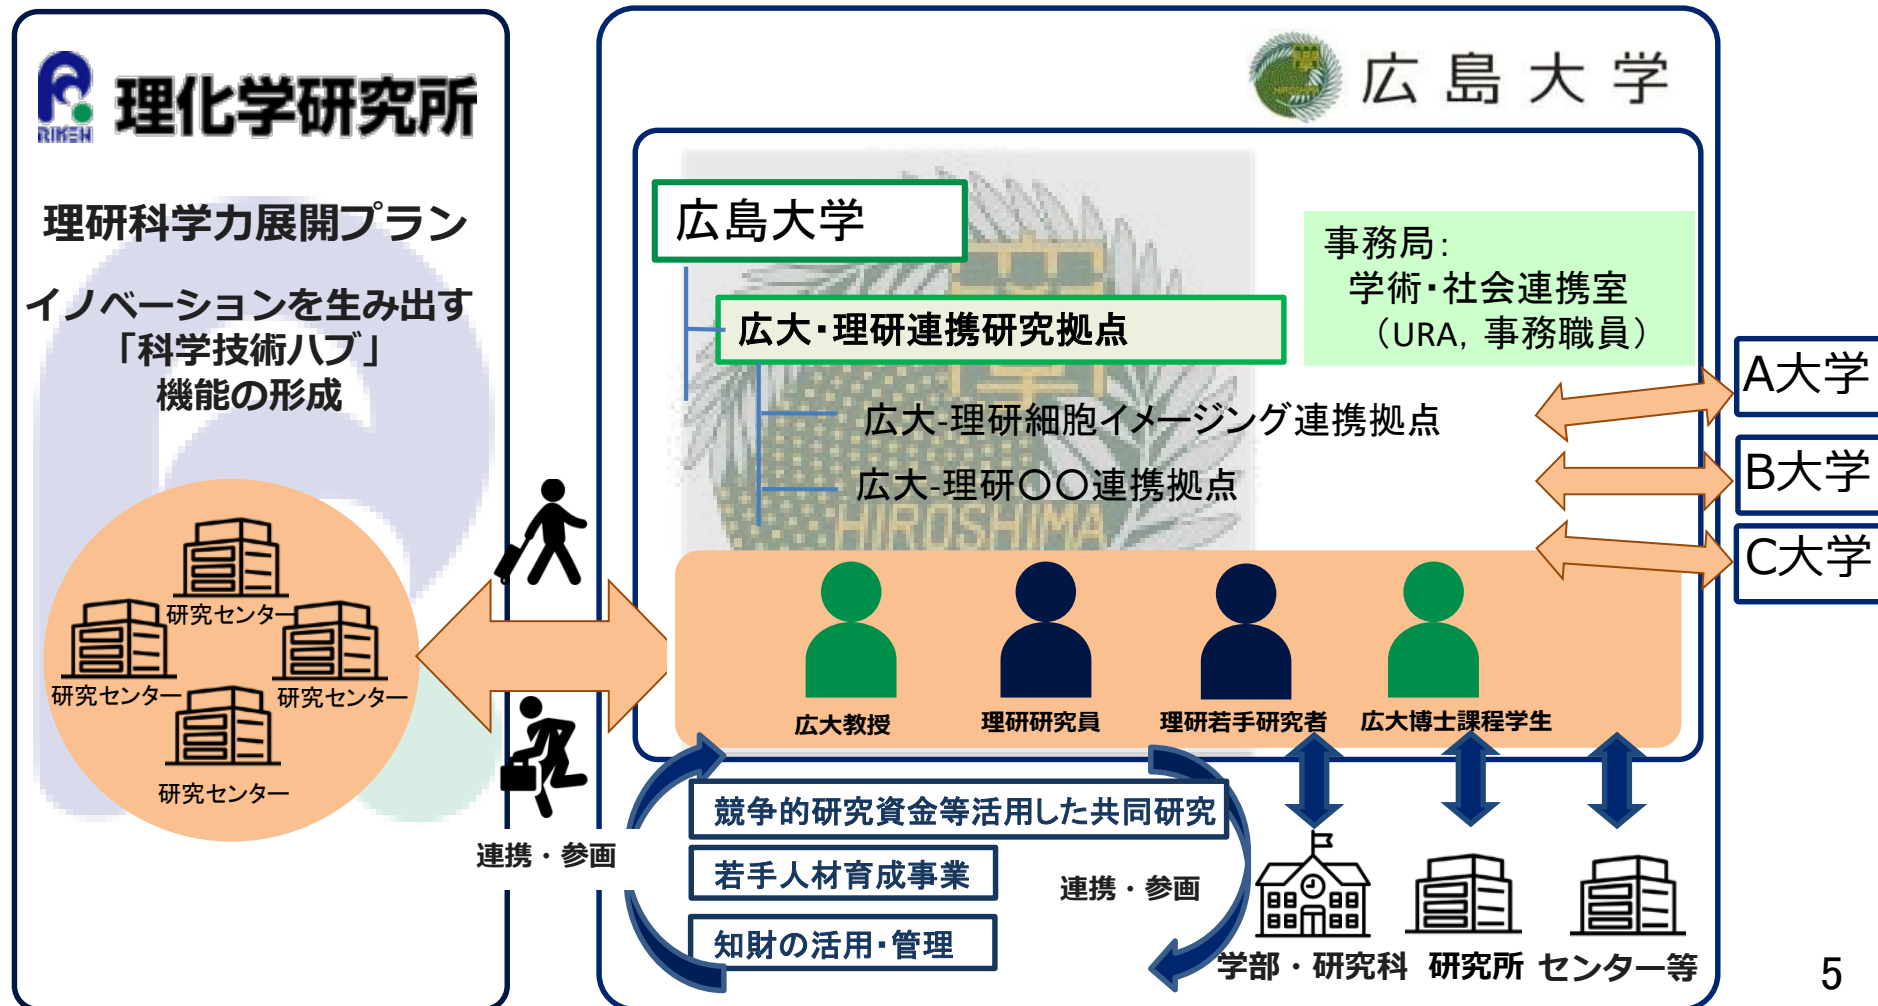 RIKEN
理化学研究所
理研科学力展開プラン
イノベーションを生み出す
「科学技術ハブ」
機能の形成
研究センター
研究センター
研究センター
研究センター
連携・参画
広島大学
HIROSHIMA
広島大学
広大・理研連携研究拠点
広大-理研細胞イメージング連携拠点
広大-理研〇〇連携拠点
HIROSHIMA
事務局:
学術・社会連携室
（URA, 事務職員）
A大学
B大学
C大学
広大教授
理研研究員
理研若手研究者
広大博士課程学生
競争的研究資金等活用した共同研究
若手人材育成事業
知財の活用・管理
連携・参画
学部・研究科
研究所
センター等
5